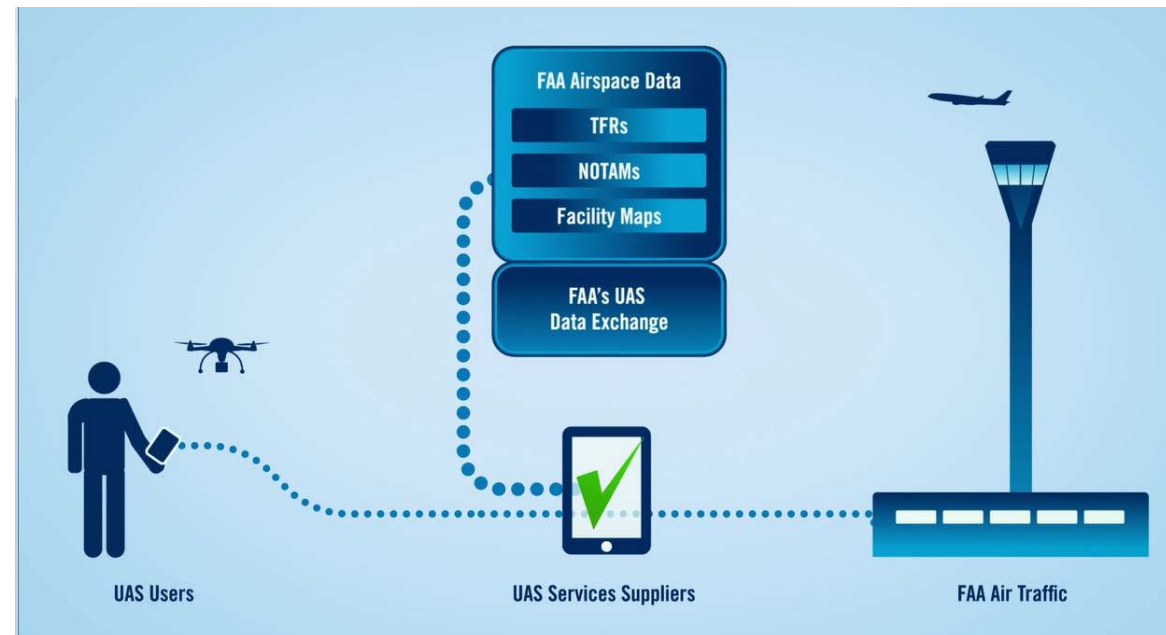 FAA Airspace Data
TFRs
NOTAMs
Facility Maps
FAA's UAS
Data Exchange
UAS Users
UAS Services Suppliers
FAA Air Traffic